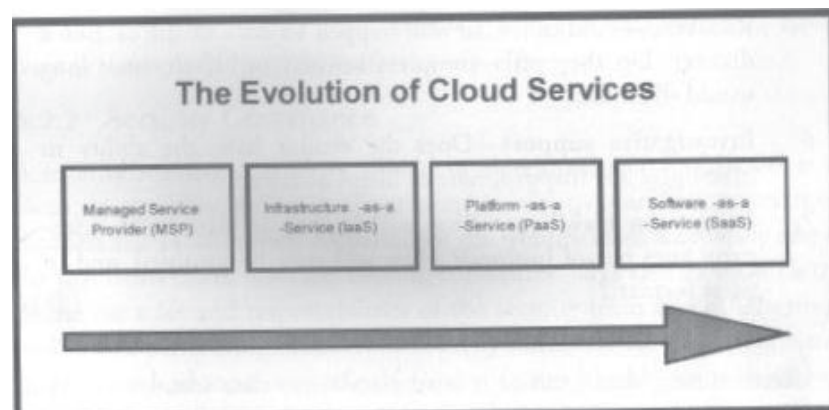 The Evolution of Cloud Services
Managed Service
Provider (MSP)
Infrastructure -as-a
-Service (IaaS)
Platform -as-a
-Service (PaaS)
Software -as-a
-Service (SaaS)